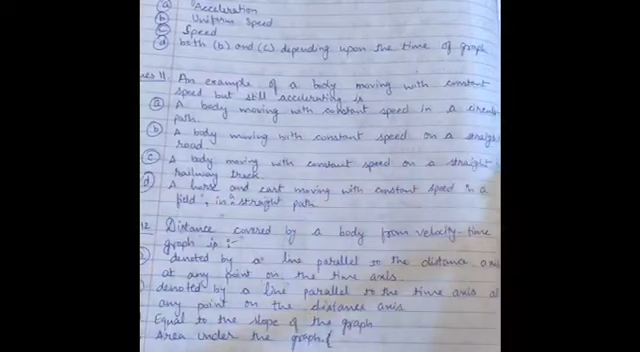 (a) Acceleration
(b) Uniform speed
(c) Speed
(d) both (b) and (c) depending upon the time of graph
ues 11 An example of a body moving with constant
speed but still accelerating is
(a) A body moving with constant speed in a circular
path.
(b) A body moving with constant speed on a straigh
road
(c) A body moving with constant speed on a straight
railway track
(d) A horse and cart moving with constant speed in a
field, in a straight path
12 Distance covered by a body from velocity-time
graph is :-
denoted by a line parallel to the distance axis
at any point on the time axis
denoted by a line parallel to the time axis at
any point on the distance axis
Equal to the slope of the graph
Area under the graph.